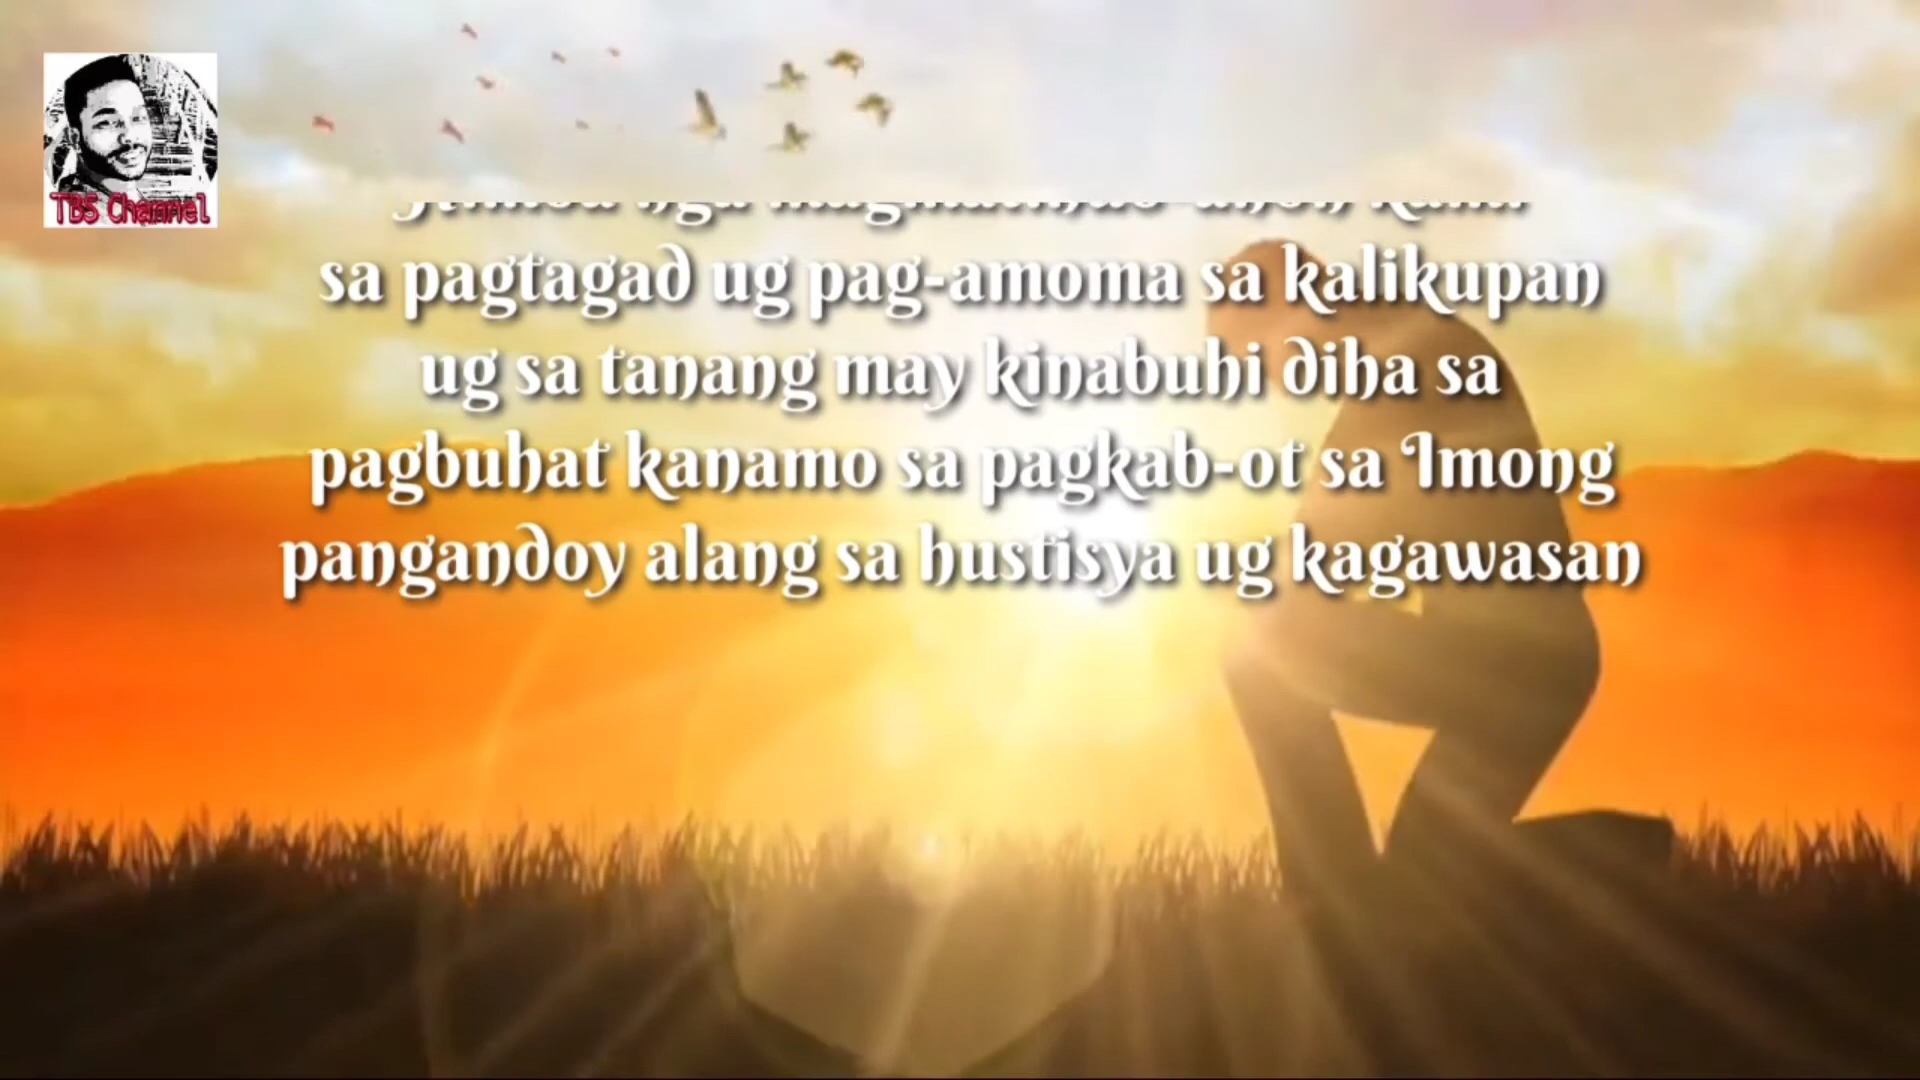 TBS Channel
sa pagtagad ug pag-amoma sa kalikupan
ug sa tanang may kinabuhi diha sa
pagbuhat kanamo sa pagkab-ot sa Imong
pangandoy alang sa hustisya ug kagawasan